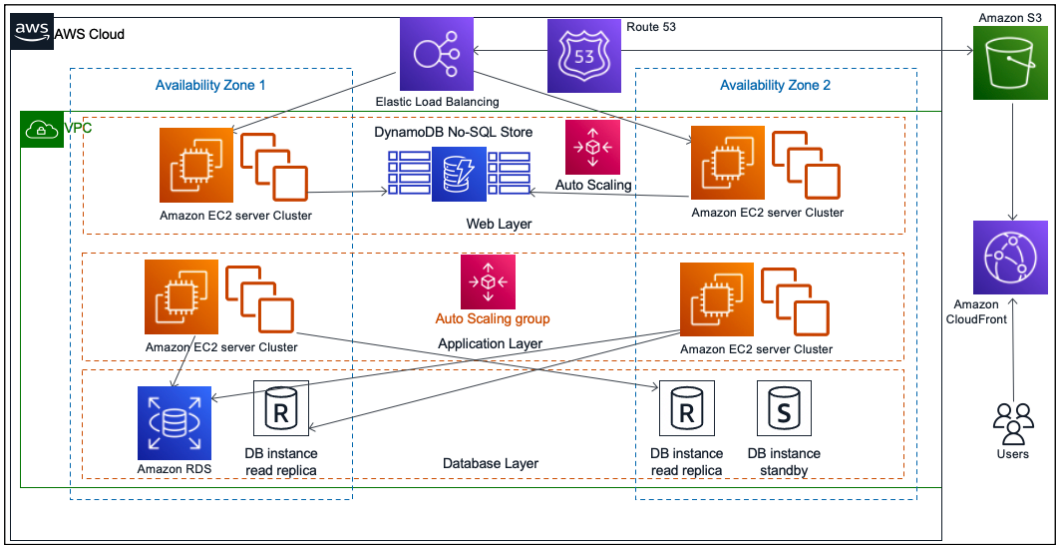 Amazon S3
aws
AWS Cloud
Route 53
53
Availability Zone 1
Elastic Load Balancing
Availability Zone 2
VPC
DynamoDB No-SQL Store
Auto Scaling
Amazon EC2 server Cluster
Amazon EC2 server Cluster
Web Layer
Amazon
CloudFront
Auto Scaling group
Amazon EC2 server Cluster
Application Layer
Amazon EC2 server Cluster
R
R
S
Amazon RDS
DB instance
read replica
Database Layer
DB instance
read replica
DB instance
standby
Users